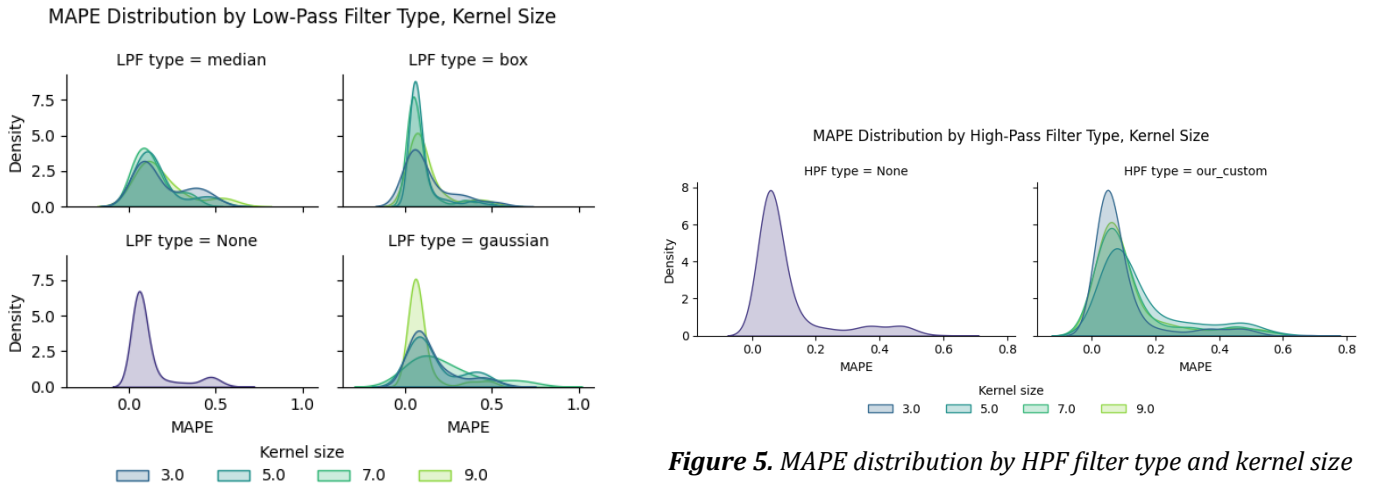 MAPE Distribution by Low-Pass Filter Type, Kernel Size
LPF type = median
LPF type = box
Density
7.5
5.0
2.5
0.0
LPF type = None
LPF type = gaussian
Density
7.5
5.0
2.5
0.0
0.0 0.5 1.0
0.0 0.5 1.0
MAPE
MAPE
Kernel size
3.0 5.0 7.0 9.0
MAPE Distribution by High-Pass Filter Type, Kernel Size
HPF type = None
HPF type = our_custom
Density
8
6
4
2
0
0.0 0.2 0.4 0.6 0.8
0.0 0.2 0.4 0.6 0.8
MAPE
MAPE
Kernel size
3.0 5.0 7.0 9.0
Figure 5. MAPE distribution by HPF filter type and kernel size